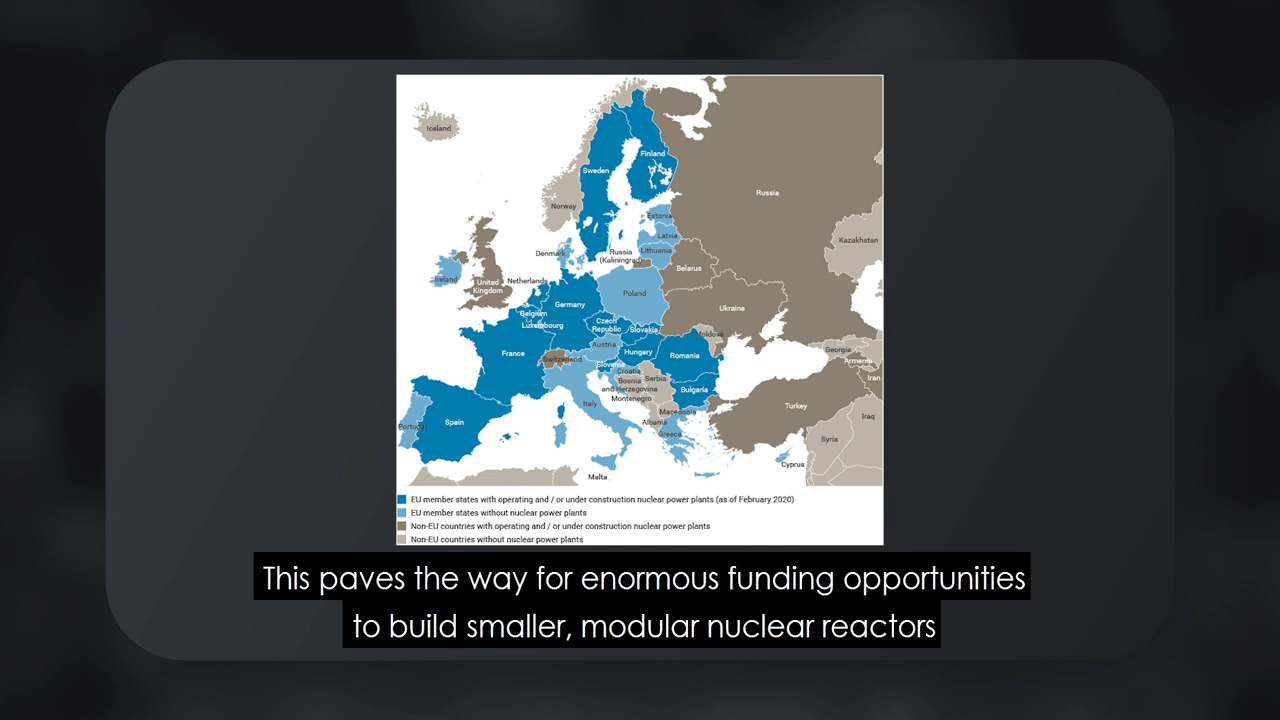 Iceland
Finland
Sweden
Russia
Norway
Estonia
Kazakhstan
Latvia
Denmark
Lithuania
Russia
(Kaliningrad)
Belarus
Ireland
United
Kingdom
Netherlands
Poland
Germany
Ukraine
Belgium
Czech
Republic
Luxembourg
Slovakia
Moldova
Austria
Georgia
France
Hungary
Romania
Switzerland
Armenia
Slovenia
Croatia
Iran
Serbia
Bosnia
and Herzegovina
Bulgaria
Montenegro
Italy
Turkey
Macedonia
Iraq
Spain
Albania
Portugal
Greece
Syria
Cyprus
Malta
EU member states with operating and / or under construction nuclear power plants (as of February 2020)
EU member states without nuclear power plants
Non-EU countries with operating and / or under construction nuclear power plants
Non-EU countries without nuclear power plants
This paves the way for enormous funding opportunities
to build smaller, modular nuclear reactors